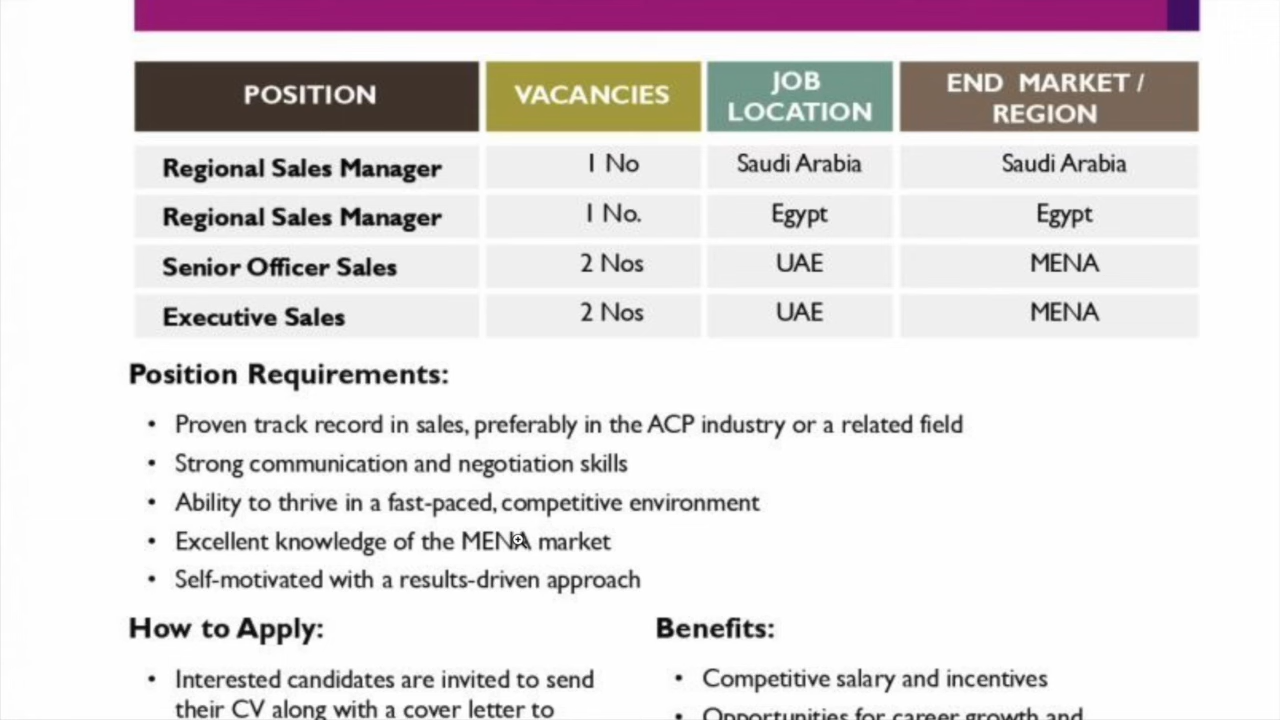 POSITION VACANCIES JOB LOCATION END MARKET / REGION
Regional Sales Manager 1 No Saudi Arabia Saudi Arabia
Regional Sales Manager 1 No. Egypt Egypt
Senior Officer Sales 2 Nos UAE MENA
Executive Sales 2 Nos UAE MENA
Position Requirements:
• Proven track record in sales, preferably in the ACP industry or a related field
• Strong communication and negotiation skills
• Ability to thrive in a fast-paced, competitive environment
• Excellent knowledge of the MENA market
• Self-motivated with a results-driven approach
How to Apply:
• Interested candidates are invited to send
their CV along with a cover letter to
Benefits:
• Competitive salary and incentives
• Opportunities for career growth and